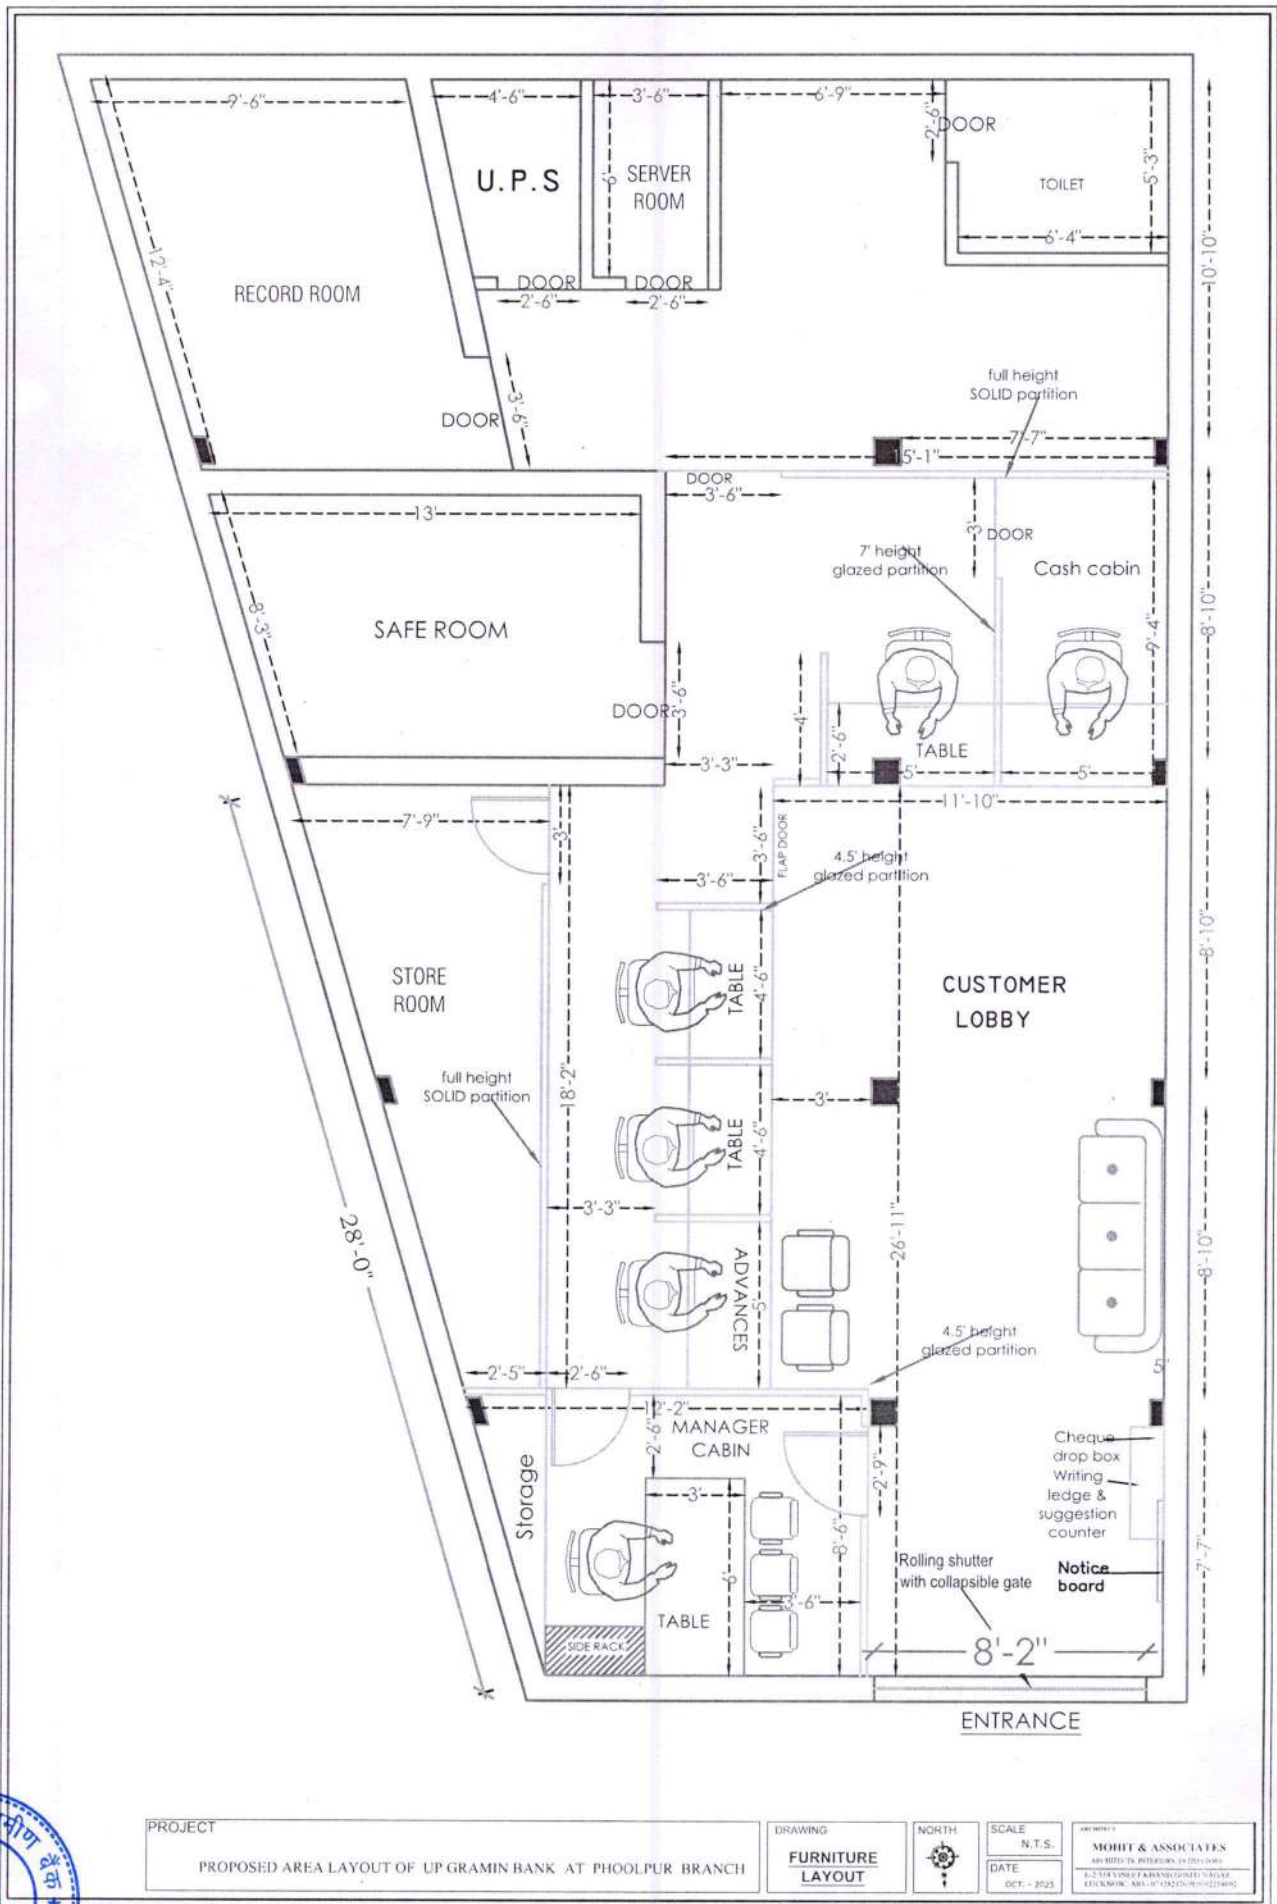 9'-6"
4'-6"
3'-6"
6'-9"
2'-6"
DOOR
5'-3"
U.P.S
6'
SERVER
ROOM
TOILET
6'-4"
12'-4"
RECORD ROOM
DOOR
2'-6"
DOOR
2'-6"
10'-10"
full height
SOLID partition
3'-6"
DOOR
7'-7"
15'-1"
DOOR
3'-6"
13'
3'
DOOR
7' height
glazed partition
Cash cabin
8'-3"
SAFE ROOM
9'-4"
8'-10"
DOOR
3'-6"
4'
2'-6"
TABLE
3'-3"
5'
5'
11'-10"
7'-9"
3'
3'-6"
FLAP DOOR
4.5' height
glazed partition
3'-6"
8'-10"
STORE
ROOM
TABLE
4'-6"
CUSTOMER
LOBBY
full height
SOLID partition
18'-2"
3'
TABLE
4'-6"
3'-3"
26'-11"
28'-0"
ADVANCES
5'
8'-10"
4.5' height
glazed partition
2'-5"
2'-6"
5'
12'-2"
2'-6"
MANAGER
CABIN
Cheque
drop box
Writing
ledge &
suggestion
counter
2'-9"
Storage
3'
8'-6"
7'-7"
Rolling shutter
with collapsible gate
Notice
board
6'
3'-6"
TABLE
SIDE RACK
8'-2"
ENTRANCE
PROJECT
PROPOSED AREA LAYOUT OF UP GRAMIN BANK AT PHOOLPUR BRANCH
DRAWING
FURNITURE
LAYOUT
NORTH
SCALE
N.T.S.
DATE
OCT. - 2025
MOHIT & ASSOCIATES